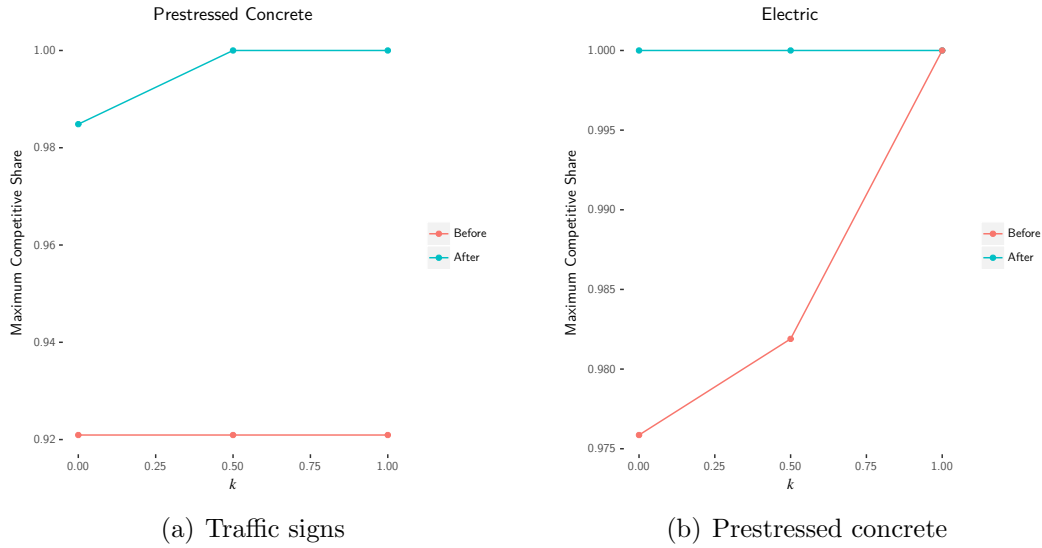 Prestressed Concrete
Maximum Competitive Share
1.00
0.98
0.96
0.94
0.92
0.00 0.25 0.50 0.75 1.00
k
Before
After
(a) Traffic signs
Electric
Maximum Competitive Share
1.000
0.995
0.990
0.985
0.980
0.975
0.00 0.25 0.50 0.75 1.00
k
Before
After
(b) Prestressed concrete